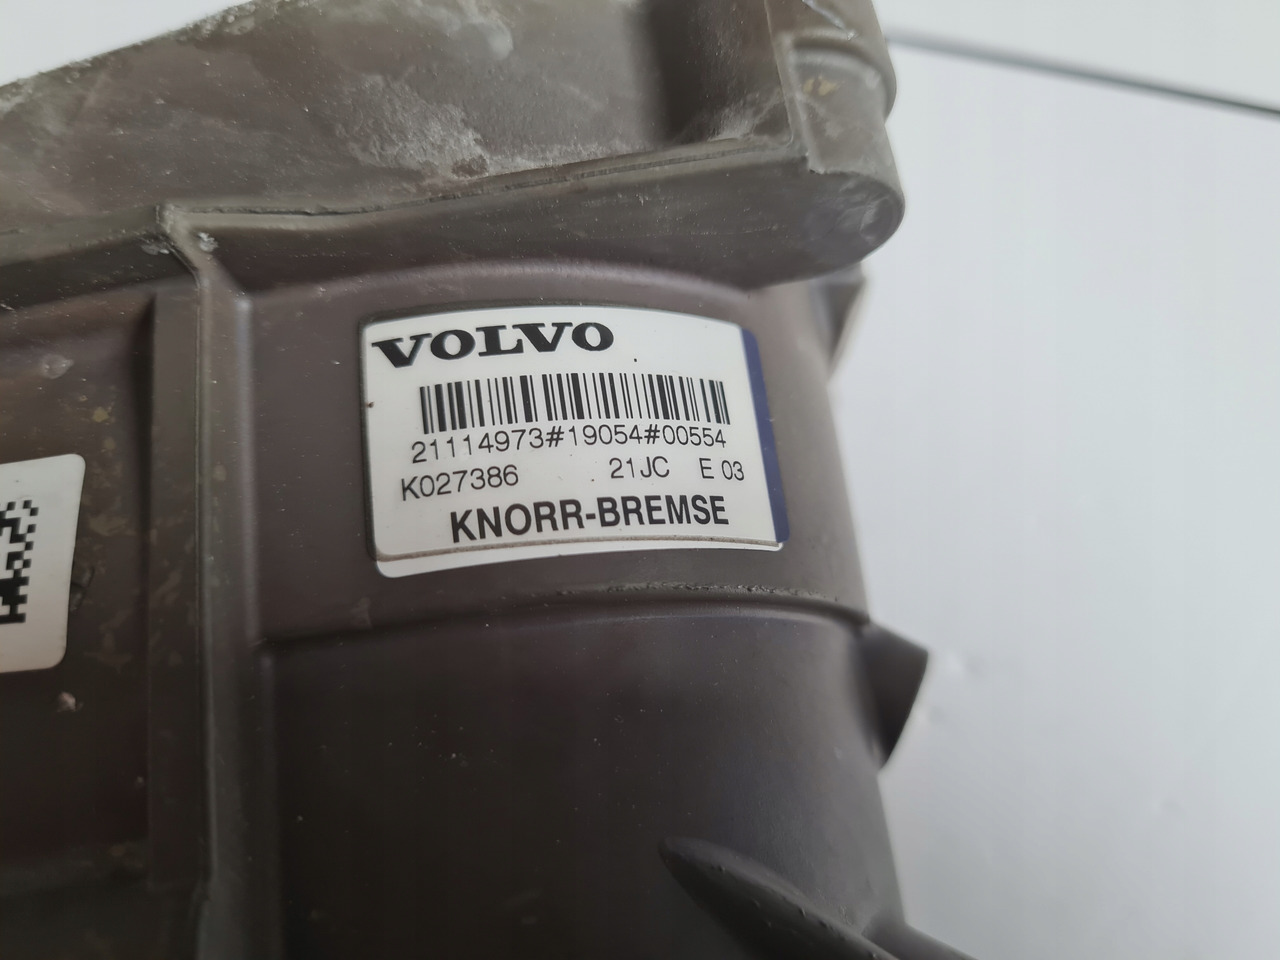 VOLVO
21114973#19054#00554
K027386 21JC E 03
KNORR-BREMSE